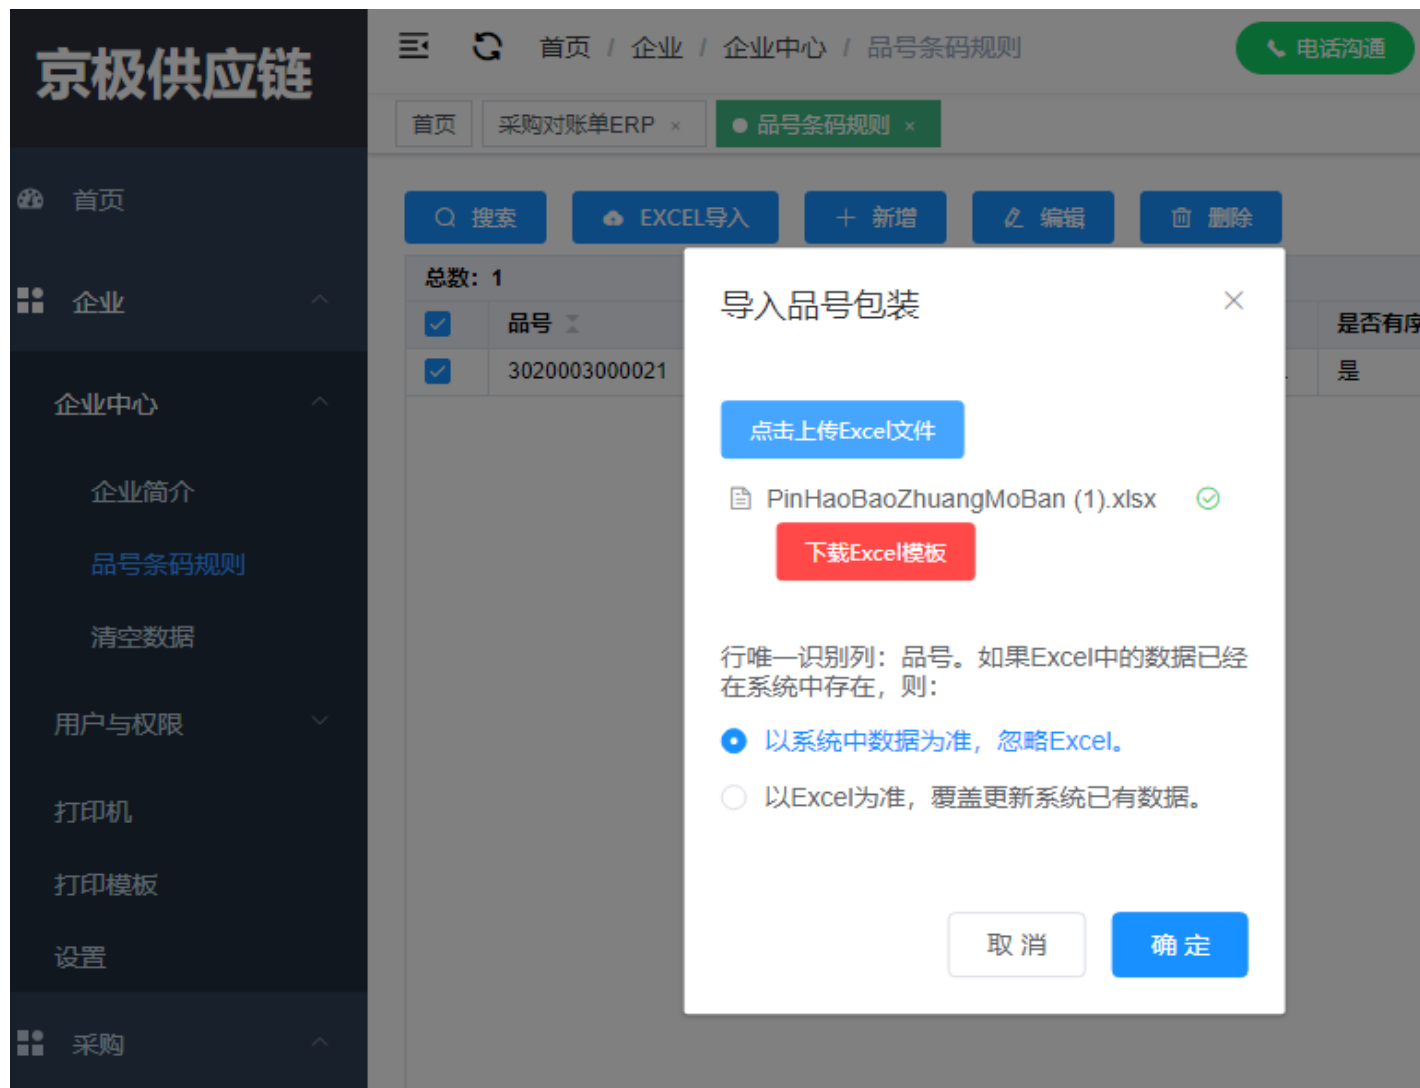 京极供应链
首页 / 企业 / 企业中心 / 品号条码规则
电话沟通
首页
采购对账单ERP ×
品号条码规则 ×
首页
企业
企业中心
企业简介
品号条码规则
清空数据
用户与权限
打印机
打印模板
设置
采购
搜索
EXCEL导入
新增
编辑
删除
总数：1
品号
是否有序
3020003000021
是
导入品号包装
点击上传Excel文件
PinHaoBaoZhuangMoBan (1).xlsx
下载Excel模板
行唯一识别列：品号。如果Excel中的数据已经
在系统中存在，则：
以系统中数据为准，忽略Excel。
以Excel为准，覆盖更新系统已有数据。
取 消
确 定